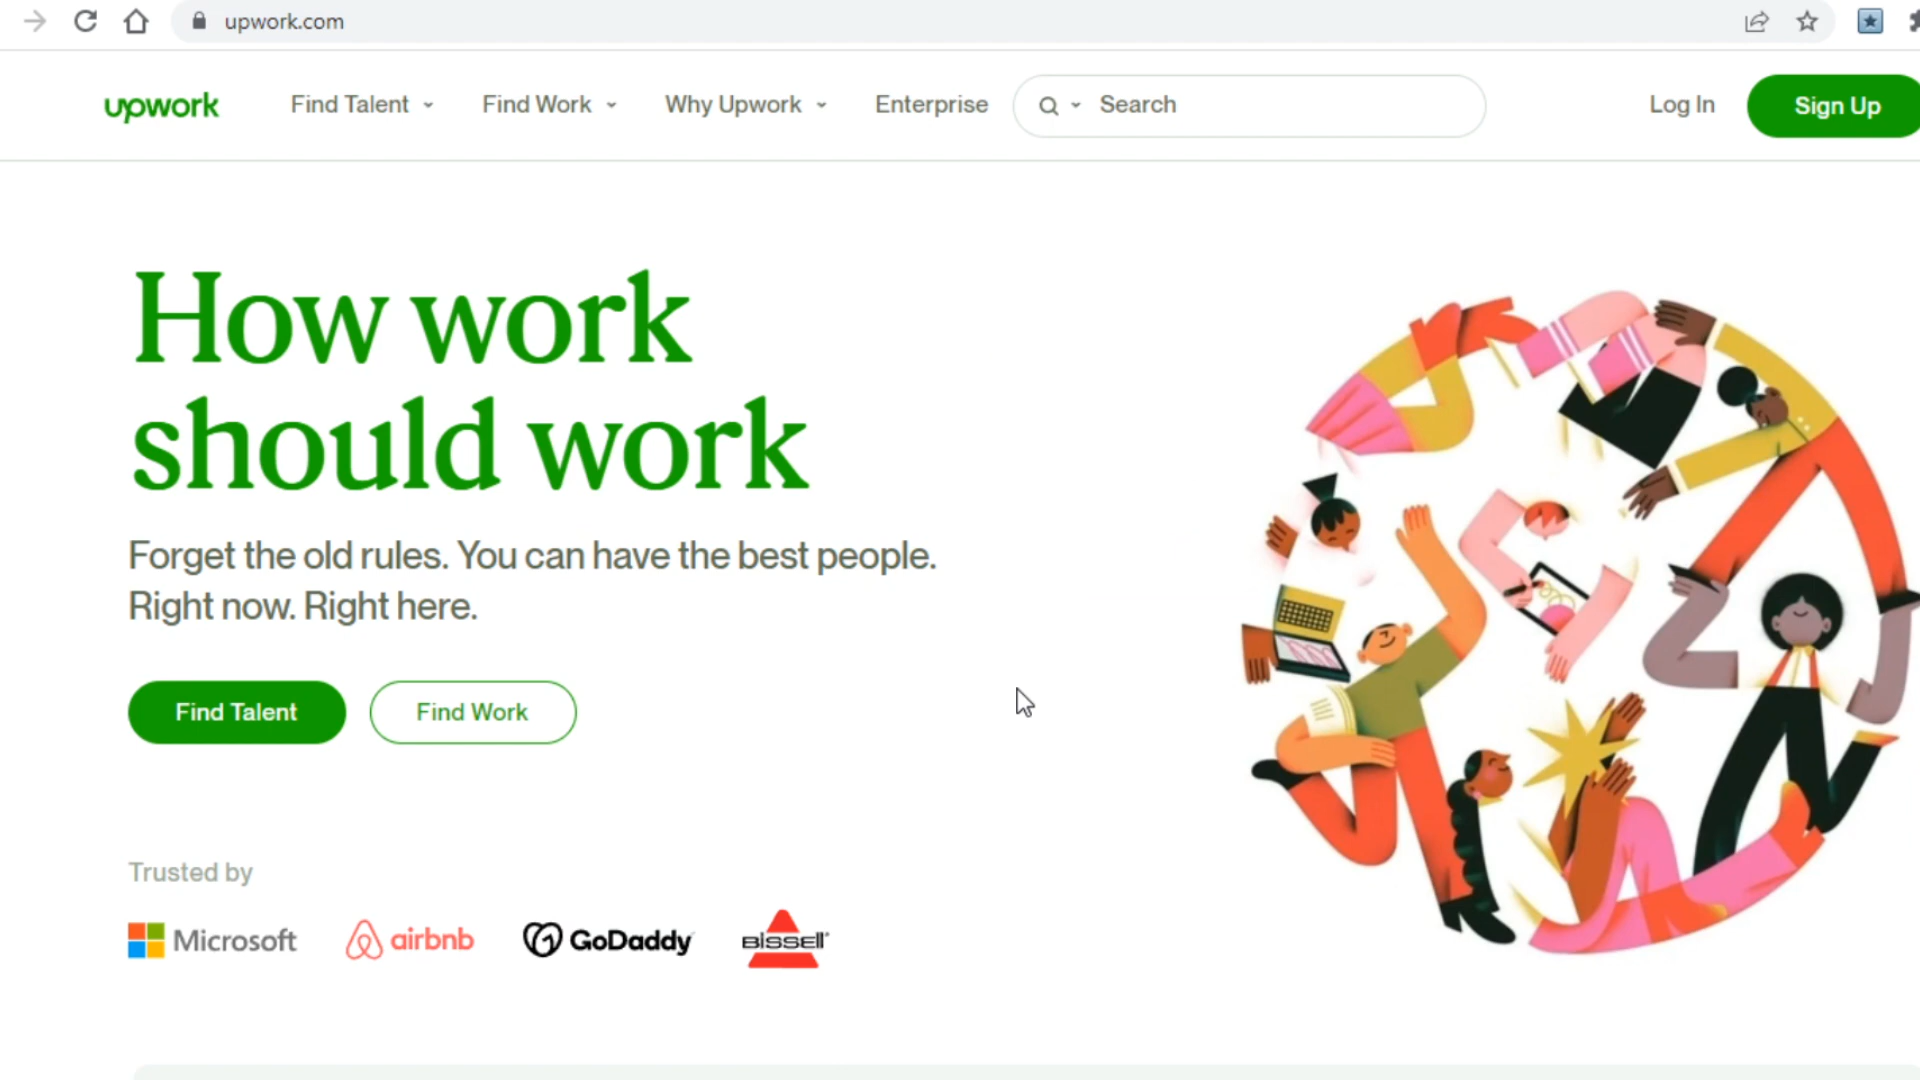 upwork.com
upwork
Find Talent
Find Work
Why Upwork
Enterprise
Search
Log In
Sign Up
How work
should work
Forget the old rules. You can have the best people.
Right now. Right here.
Find Talent
Find Work
Trusted by
Microsoft
airbnb
GoDaddy
BISSELL